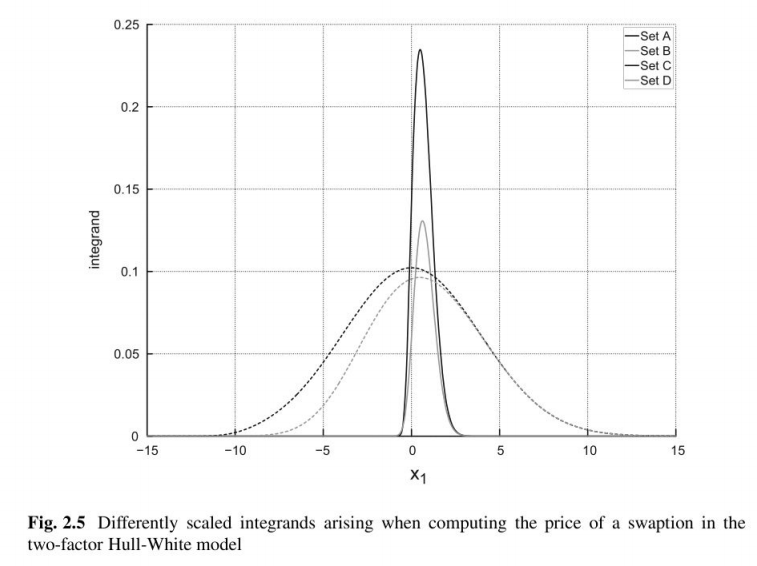 0.25
Set A
Set B
Set C
Set D
0.2
0.15
integrand
0.1
0.05
0
−15
−10
−5
0
5
10
15
x1
Fig. 2.5 Differently scaled integrands arising when computing the price of a swaption in the
two-factor Hull-White model